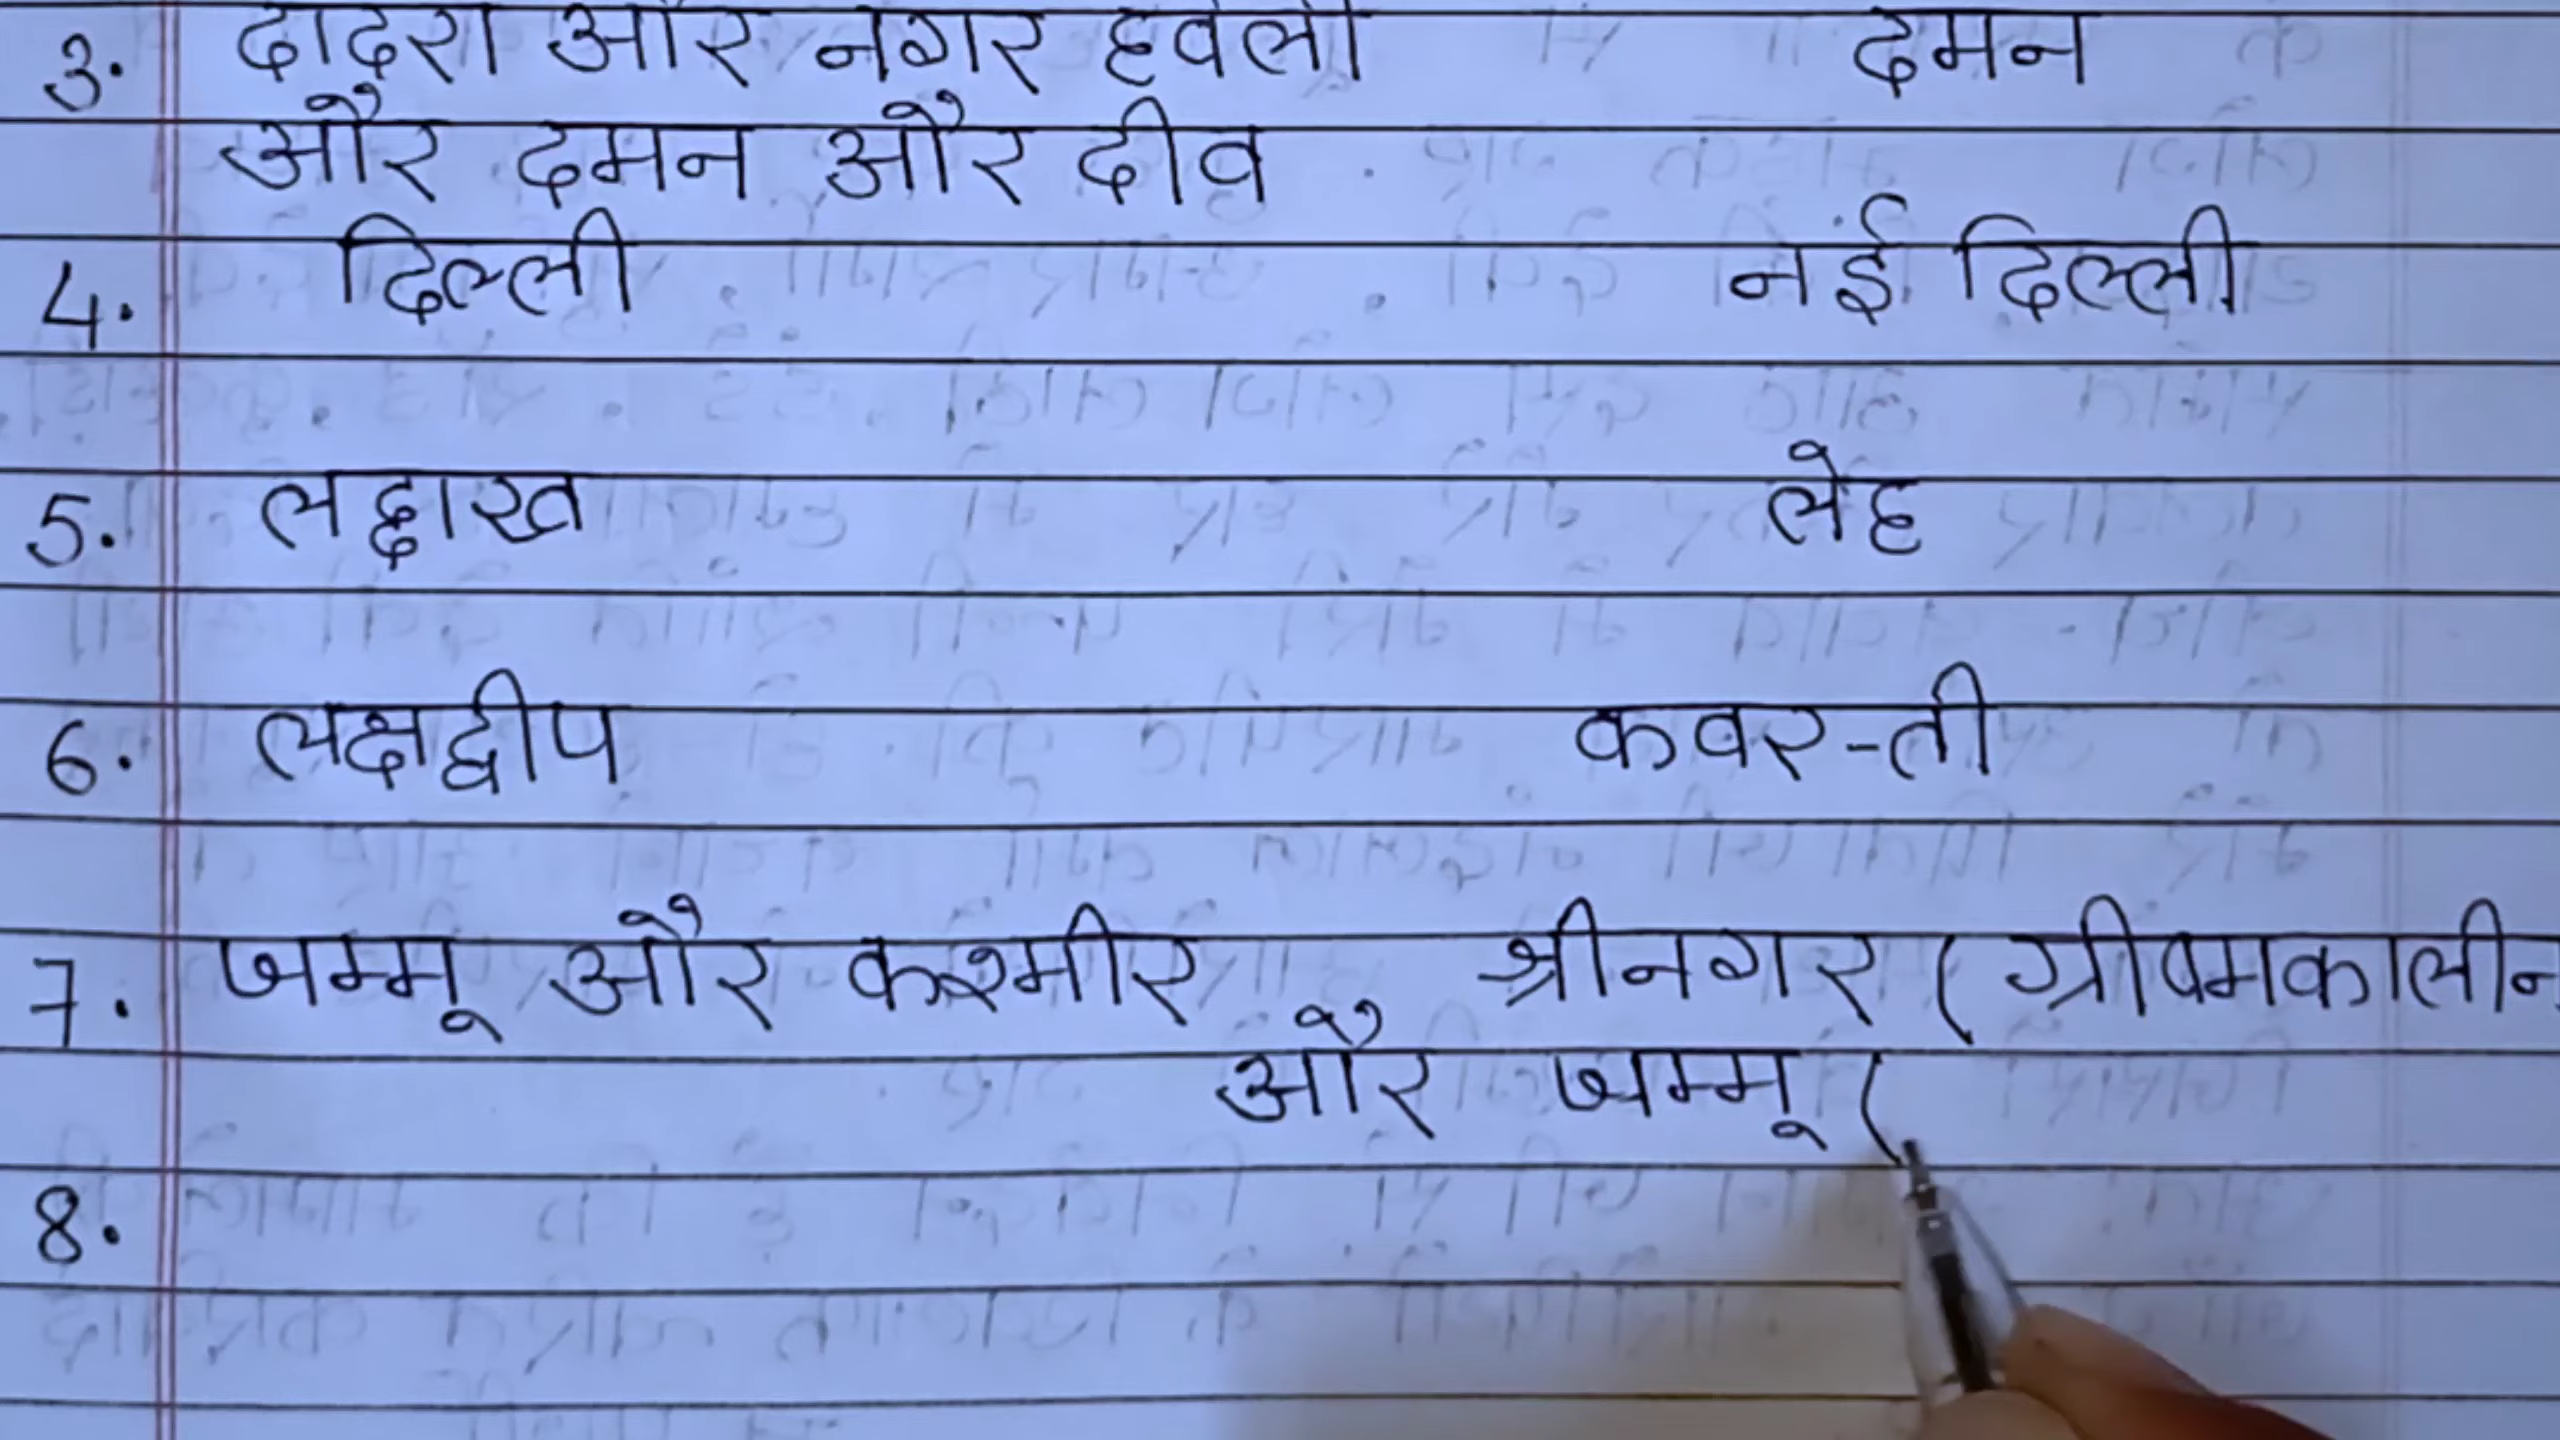 3. दादरा और नगर हवेली दमन
और दमन और दीव
4. दिल्ली नई दिल्ली
5. लद्दाख लेह
6. लक्षद्वीप कवर-ती
7. जम्मू और कश्मीर श्रीनगर (ग्रीषमकालीन
और जम्मू (
8.